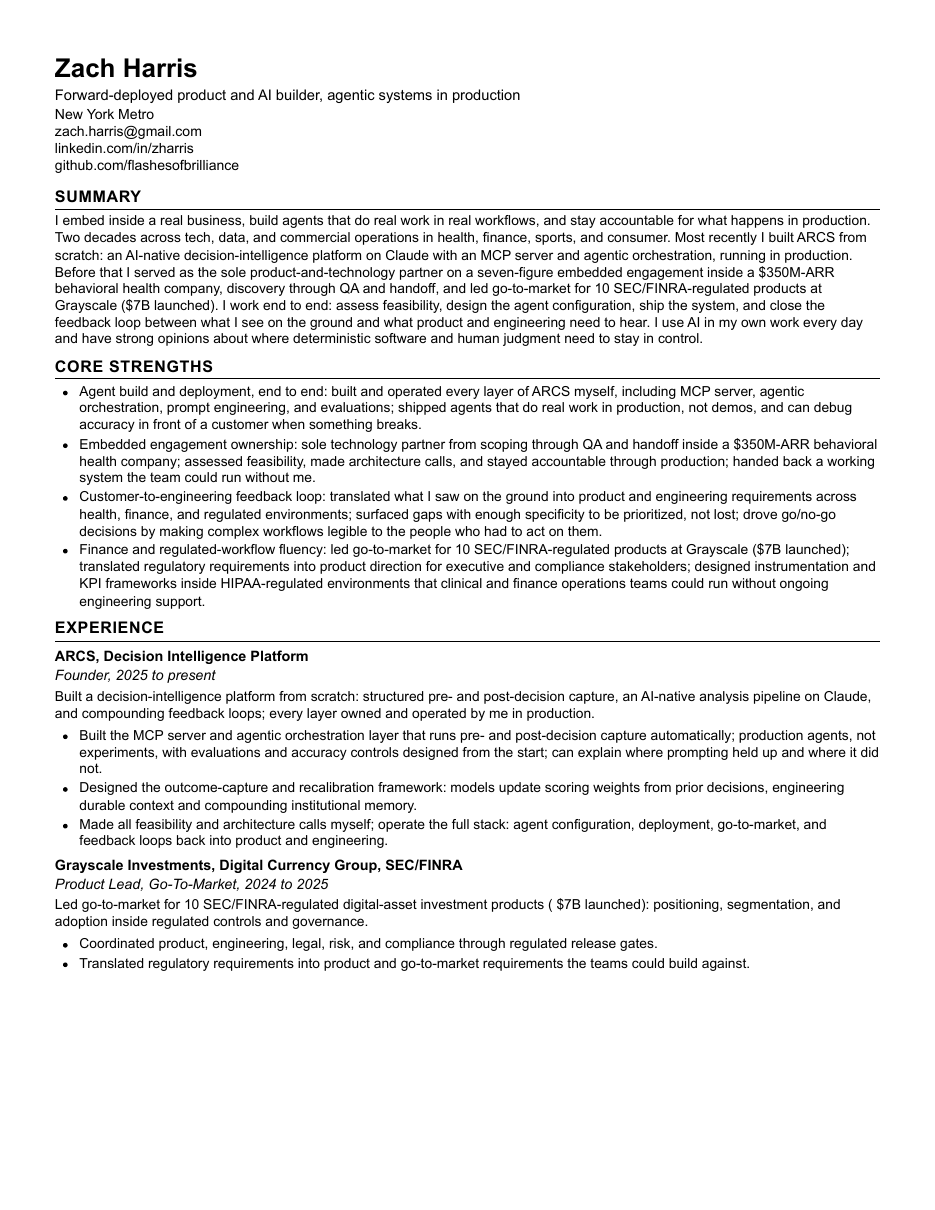 Zach Harris
Forward-deployed product and AI builder, agentic systems in production
New York Metro
zach.harris@gmail.com
linkedin.com/in/zharris
github.com/flashesofbrilliance
SUMMARY
I embed inside a real business, build agents that do real work in real workflows, and stay accountable for what happens in production.
Two decades across tech, data, and commercial operations in health, finance, sports, and consumer. Most recently I built ARCS from
scratch: an AI-native decision-intelligence platform on Claude with an MCP server and agentic orchestration, running in production.
Before that I served as the sole product-and-technology partner on a seven-figure embedded engagement inside a $350M-ARR
behavioral health company, discovery through QA and handoff, and led go-to-market for 10 SEC/FINRA-regulated products at
Grayscale ($7B launched). I work end to end: assess feasibility, design the agent configuration, ship the system, and close the
feedback loop between what I see on the ground and what product and engineering need to hear. I use AI in my own work every day
and have strong opinions about where deterministic software and human judgment need to stay in control.
CORE STRENGTHS
• Agent build and deployment, end to end: built and operated every layer of ARCS myself, including MCP server, agentic
orchestration, prompt engineering, and evaluations; shipped agents that do real work in production, not demos, and can debug
accuracy in front of a customer when something breaks.
• Embedded engagement ownership: sole technology partner from scoping through QA and handoff inside a $350M-ARR behavioral
health company; assessed feasibility, made architecture calls, and stayed accountable through production; handed back a working
system the team could run without me.
• Customer-to-engineering feedback loop: translated what I saw on the ground into product and engineering requirements across
health, finance, and regulated environments; surfaced gaps with enough specificity to be prioritized, not lost; drove go/no-go
decisions by making complex workflows legible to the people who had to act on them.
• Finance and regulated-workflow fluency: led go-to-market for 10 SEC/FINRA-regulated products at Grayscale ($7B launched);
translated regulatory requirements into product direction for executive and compliance stakeholders; designed instrumentation and
KPI frameworks inside HIPAA-regulated environments that clinical and finance operations teams could run without ongoing
engineering support.
EXPERIENCE
ARCS, Decision Intelligence Platform
Founder, 2025 to present
Built a decision-intelligence platform from scratch: structured pre- and post-decision capture, an AI-native analysis pipeline on Claude,
and compounding feedback loops; every layer owned and operated by me in production.
• Built the MCP server and agentic orchestration layer that runs pre- and post-decision capture automatically; production agents, not
experiments, with evaluations and accuracy controls designed from the start; can explain where prompting held up and where it did
not.
• Designed the outcome-capture and recalibration framework: models update scoring weights from prior decisions, engineering
durable context and compounding institutional memory.
• Made all feasibility and architecture calls myself; operate the full stack: agent configuration, deployment, go-to-market, and
feedback loops back into product and engineering.
Grayscale Investments, Digital Currency Group, SEC/FINRA
Product Lead, Go-To-Market, 2024 to 2025
Led go-to-market for 10 SEC/FINRA-regulated digital-asset investment products ( $7B launched): positioning, segmentation, and
adoption inside regulated controls and governance.
• Coordinated product, engineering, legal, risk, and compliance through regulated release gates.
• Translated regulatory requirements into product and go-to-market requirements the teams could build against.